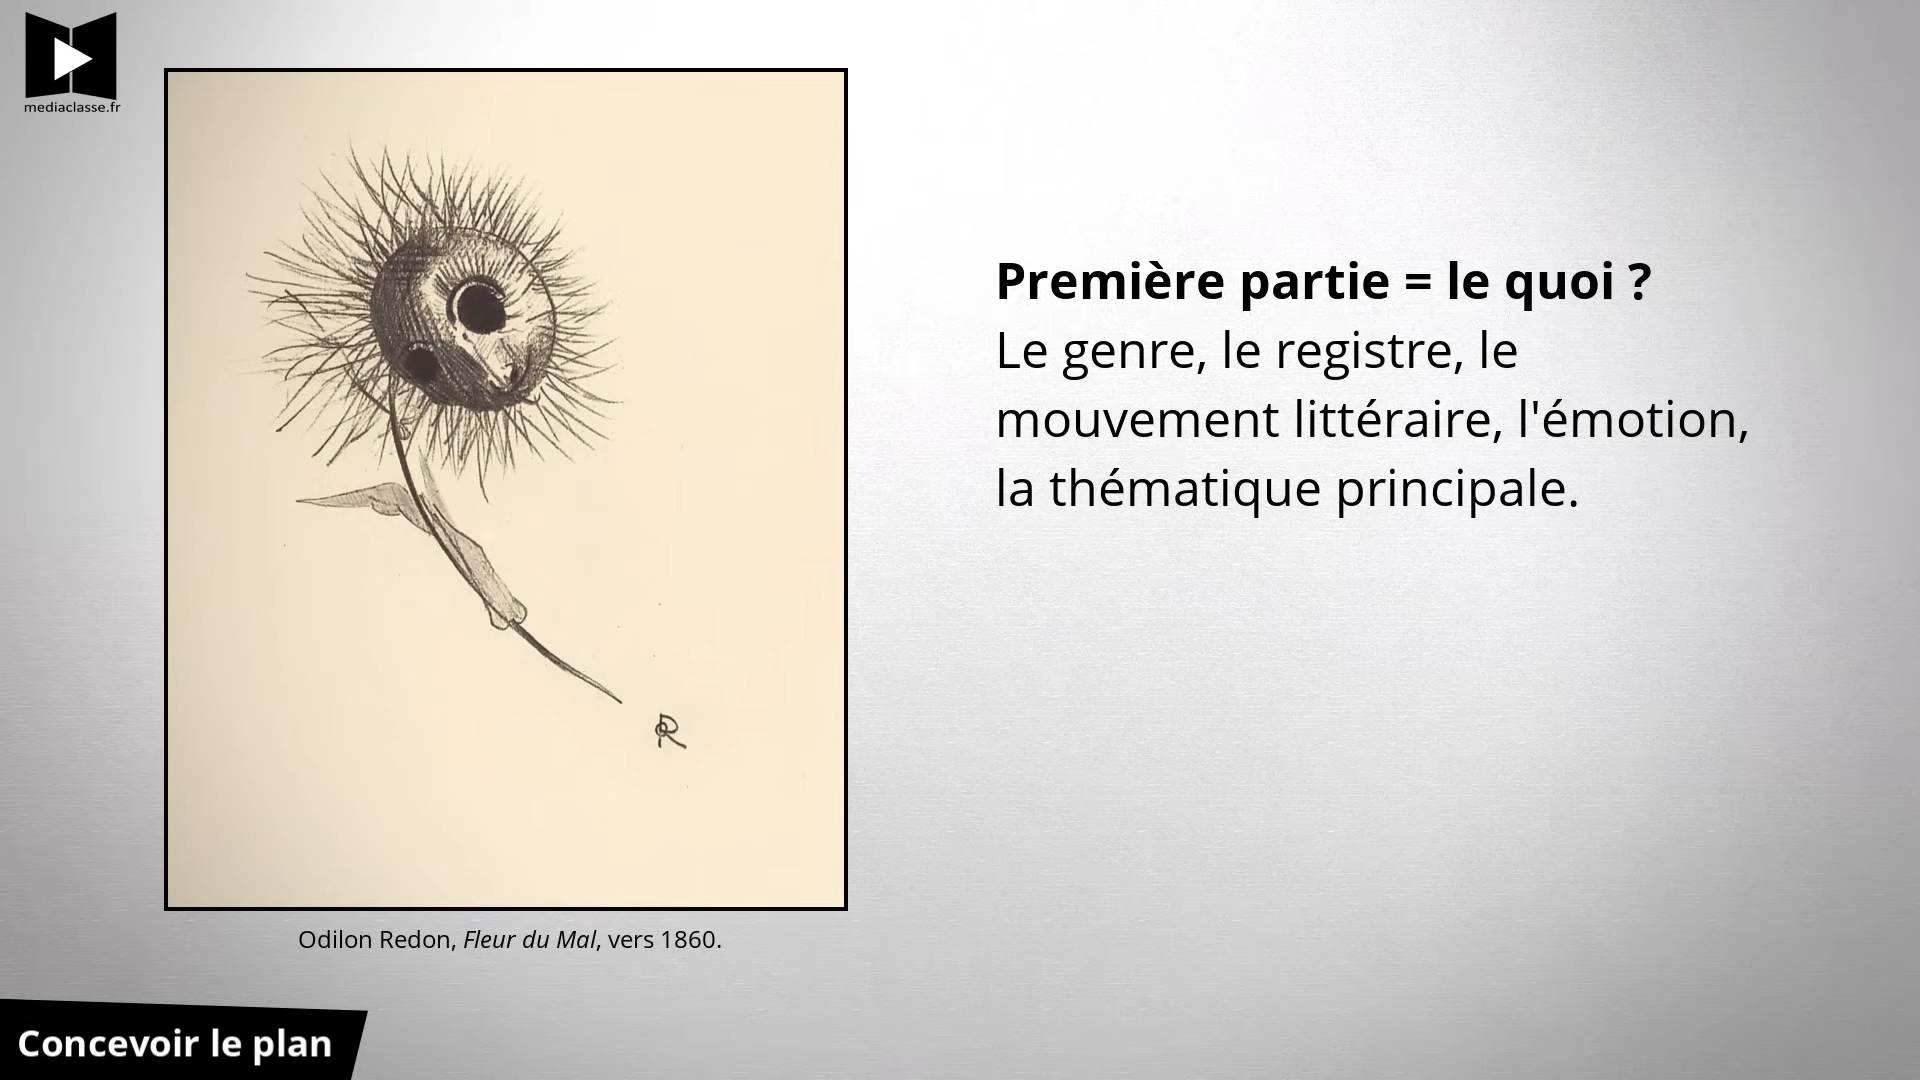 mediaclasse.fr
Première partie = le quoi ?
Le genre, le registre, le
mouvement littéraire, l'émotion,
la thématique principale.
Odilon Redon, Fleur du Mal, vers 1860.
Concevoir le plan